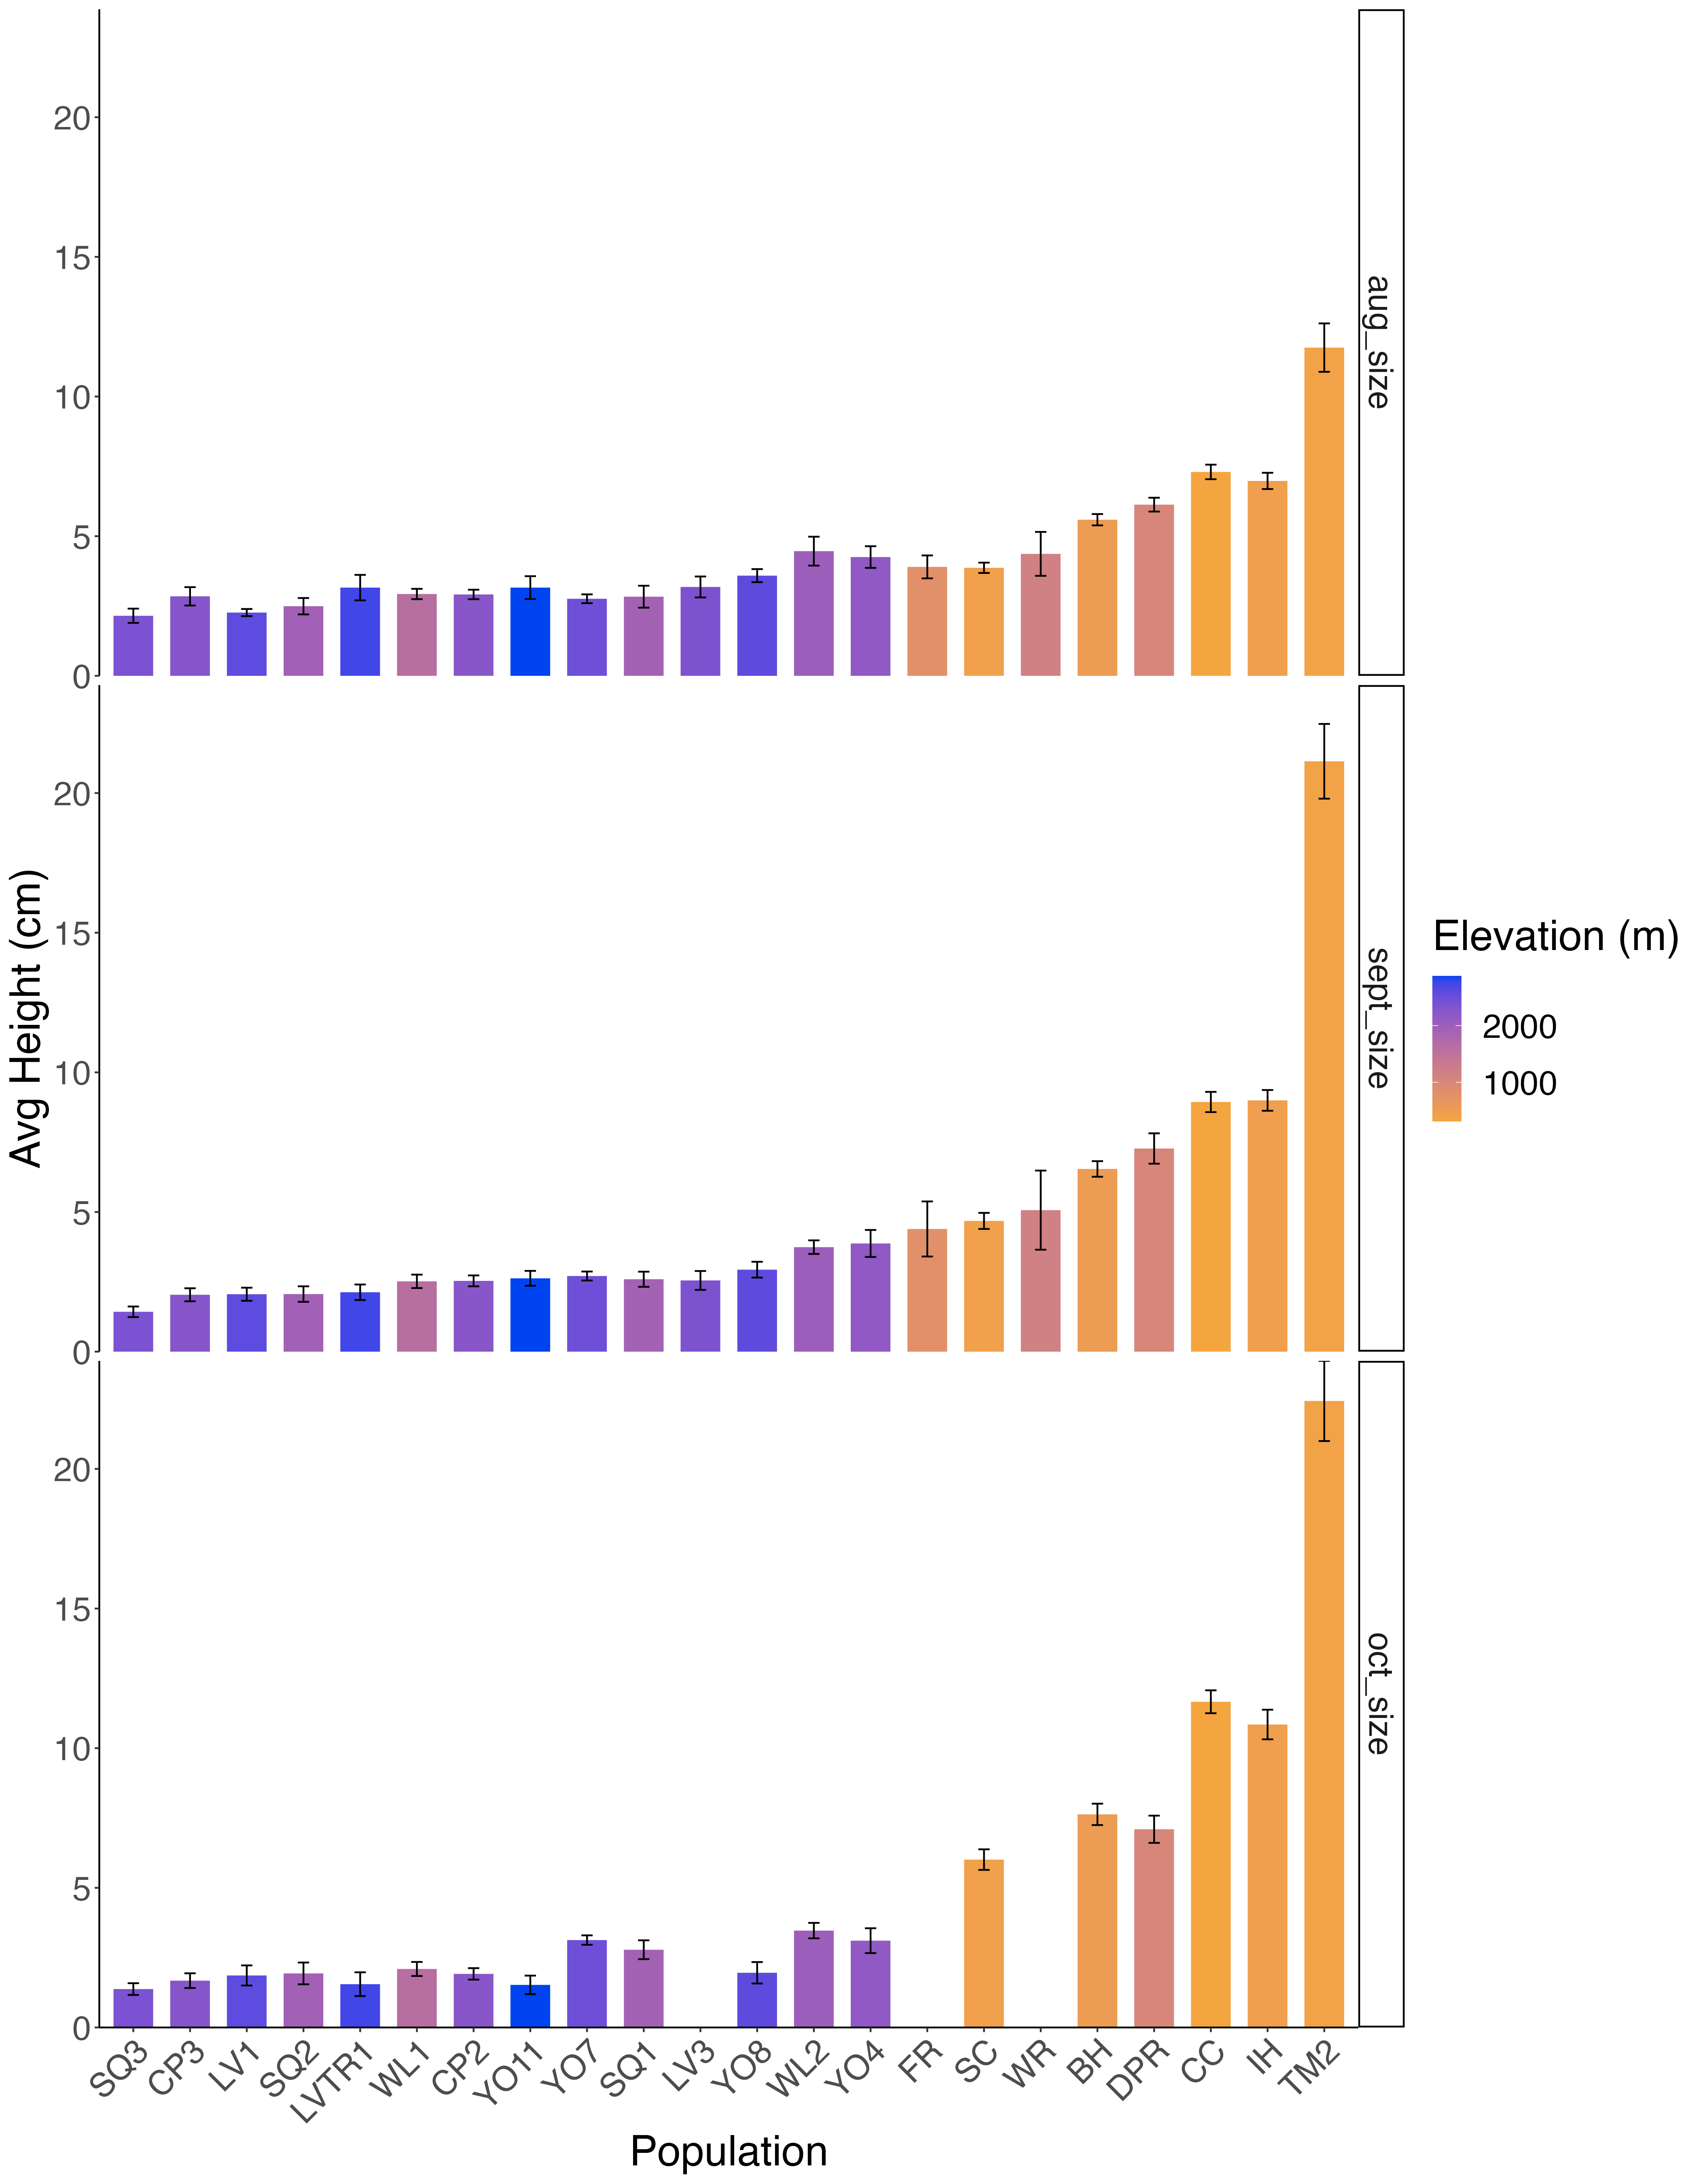 20
15
10
5
0
aug_size
20
15
10
5
0
sept_size
20
15
10
5
0
oct_size
Avg Height (cm)
SQ3 CP3 LV1 SQ2 LVTR1 WL1 CP2 YO11 YO7 SQ1 LV3 YO8 WL2 YO4 FR SC WR BH DPR CC IH TM2
Population
Elevation (m)
2000
1000